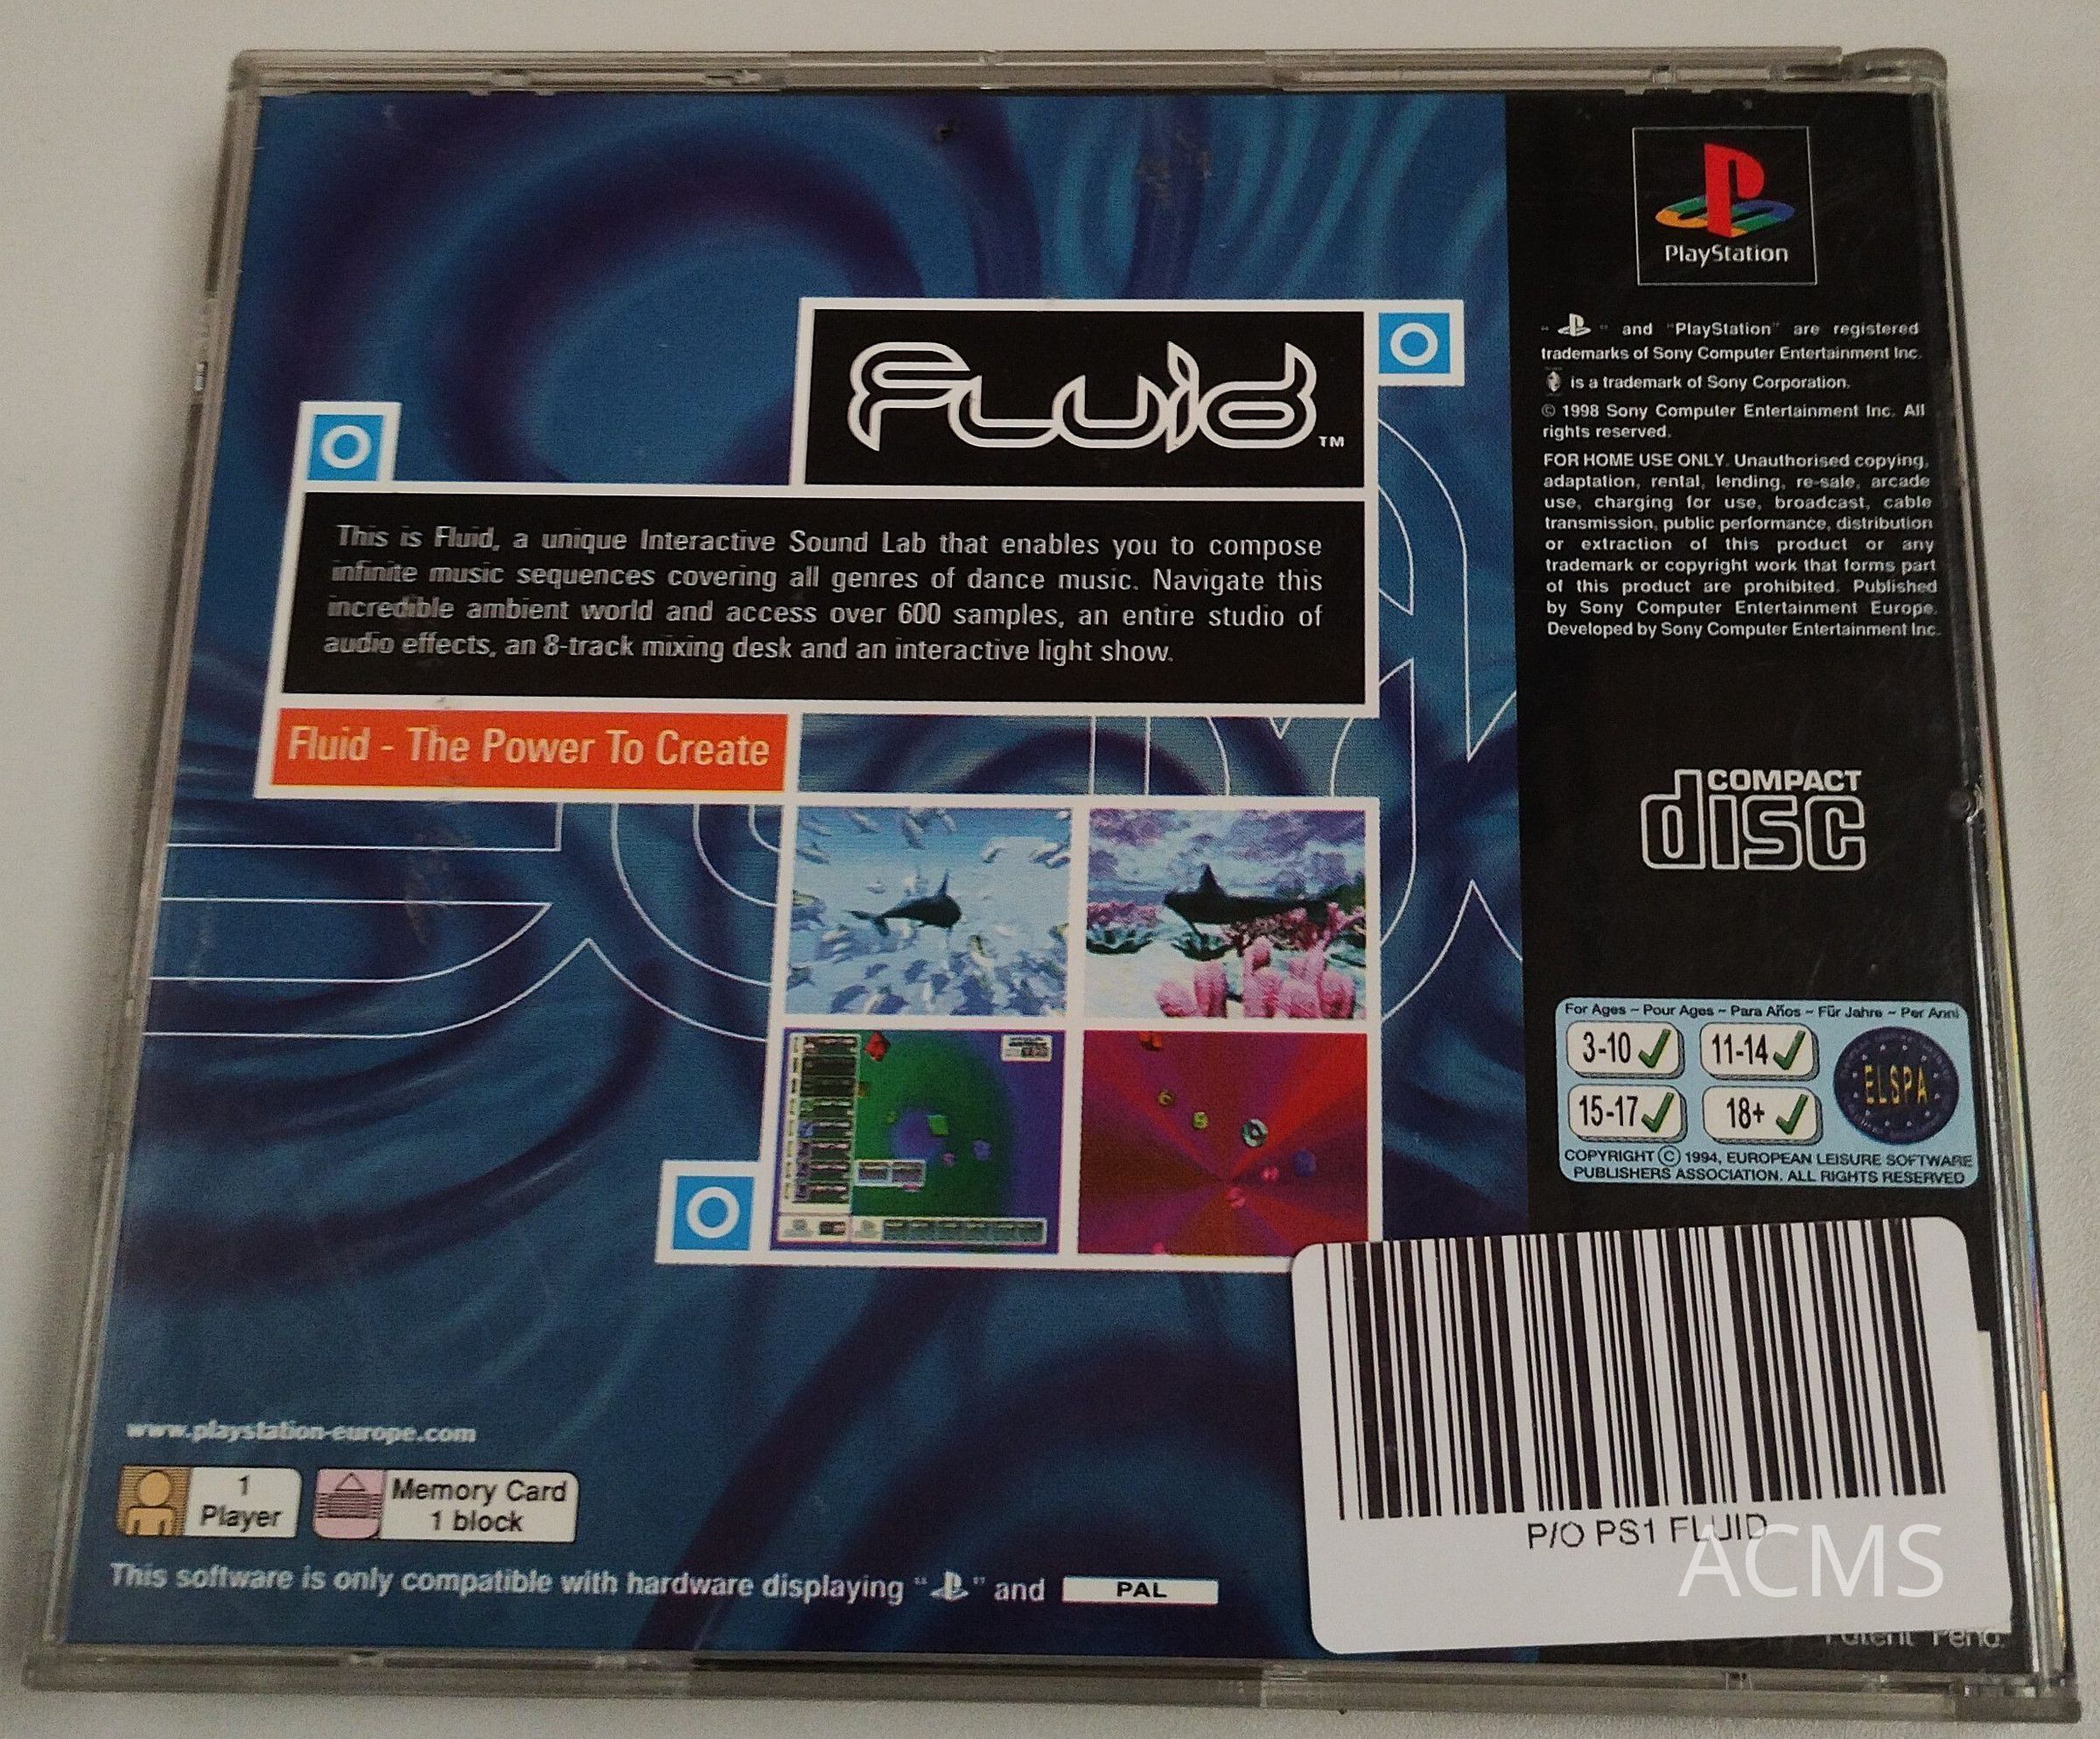 PlayStation
Fluid™
This is Fluid, a unique Interactive Sound Lab that enables you to compose
infinite music sequences covering all genres of dance music. Navigate this
incredible ambient world and access over 600 samples, an entire studio of
audio effects, an 8-track mixing desk and an interactive light show.
Fluid - The Power To Create
www.playstation-europe.com
1
Player
Memory Card
1 block
This software is only compatible with hardware displaying " " and PAL
" " and "PlayStation" are registered
trademarks of Sony Computer Entertainment Inc.
is a trademark of Sony Corporation.
© 1998 Sony Computer Entertainment Inc. All
rights reserved.
FOR HOME USE ONLY. Unauthorised copying,
adaptation, rental, lending, re-sale, arcade
use, charging for use, broadcast, cable
transmission, public performance, distribution
or extraction of this product or any
trademark or copyright work that forms part
of this product are prohibited. Published
by Sony Computer Entertainment Europe.
Developed by Sony Computer Entertainment Inc.
COMPACT
disc
For Ages ~ Pour Ages ~ Para Años ~ Für Jahre ~ Per Anni
3-10 11-14
15-17 18+
ELSPA
COPYRIGHT © 1994, EUROPEAN LEISURE SOFTWARE
PUBLISHERS ASSOCIATION. ALL RIGHTS RESERVED
P/O PS1 FLUID
ACMS
Patent Pend.